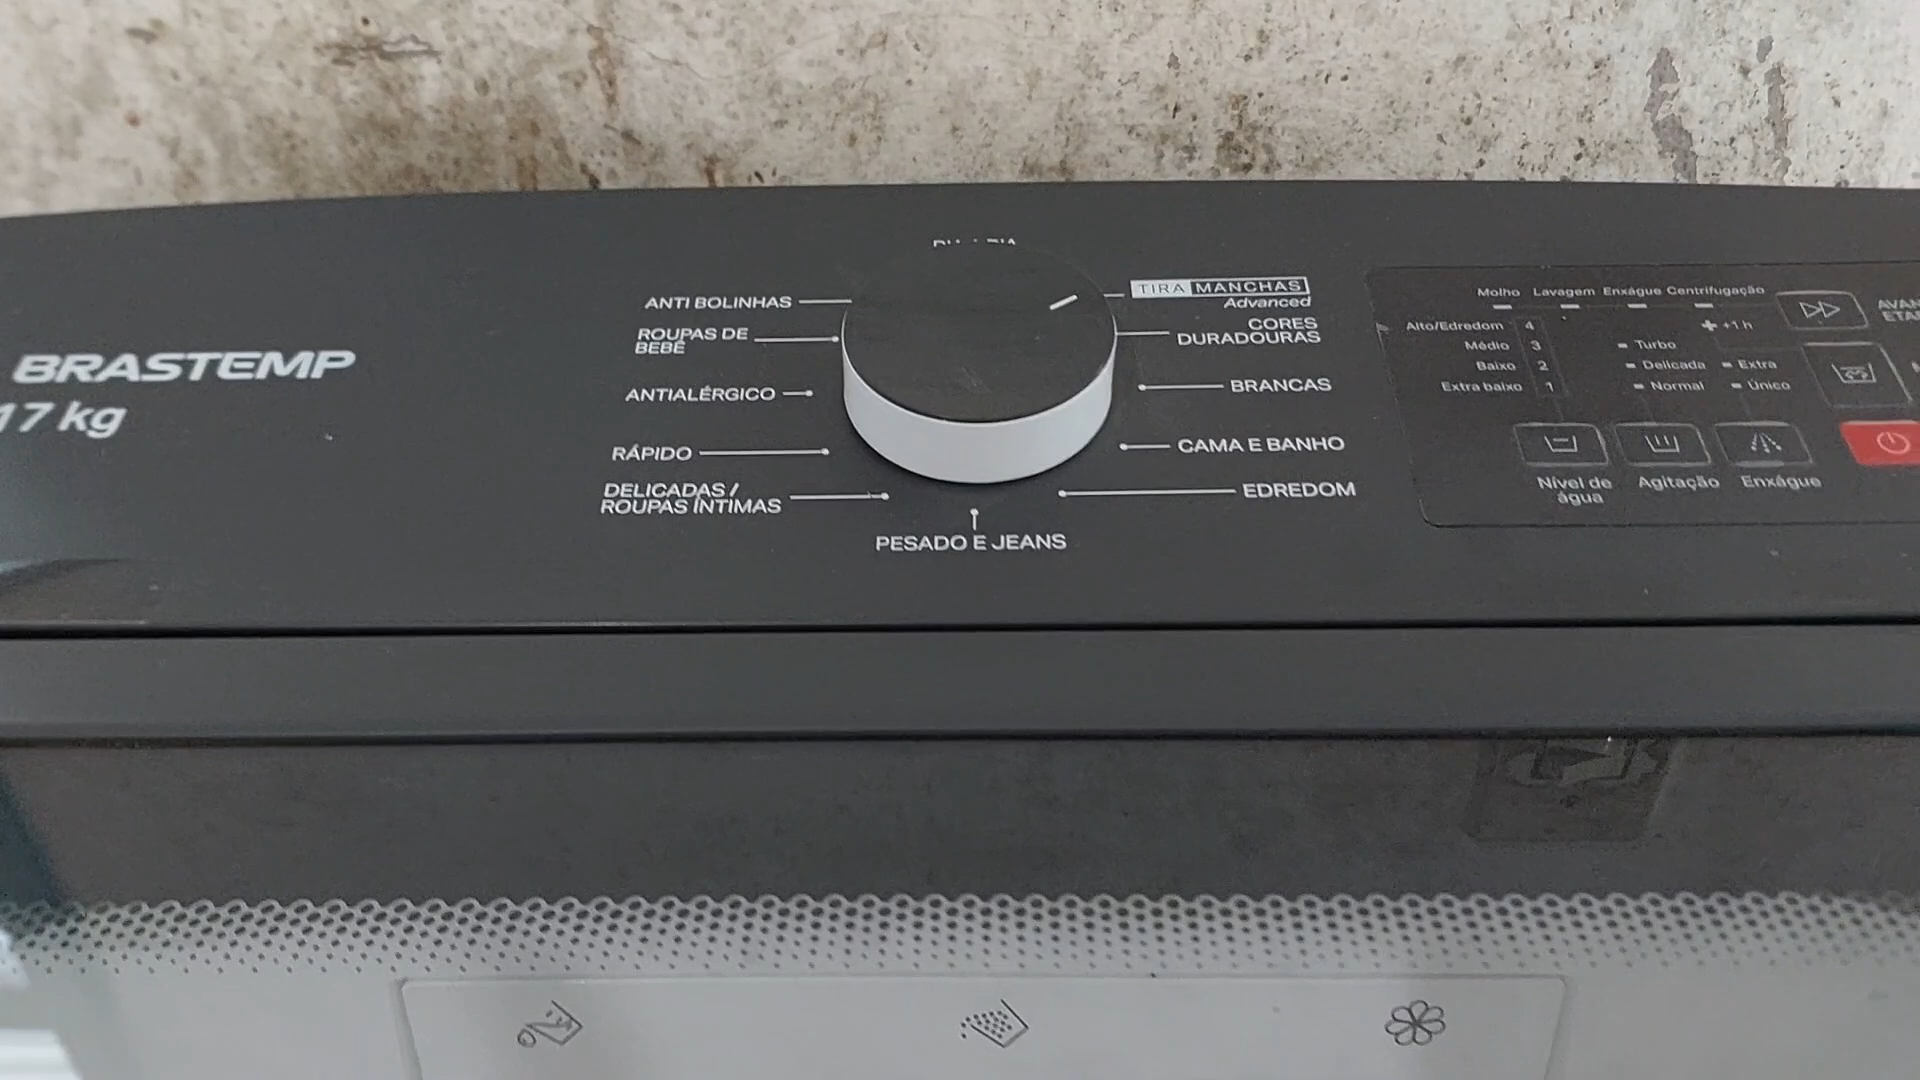 BRASTEMP
17 kg
ANTI BOLINHAS
ROUPAS DE
BEBÊ
ANTIALÉRGICO
RÁPIDO
DELICADAS /
ROUPAS ÍNTIMAS
PESADO E JEANS
TIRA MANCHAS
Advanced
CORES
DURADOURAS
BRANCAS
CAMA E BANHO
EDREDOM
Molho Lavagem Enxágue Centrifugação
Alto/Edredom 4
Médio 3
Baixo 2
Extra baixo 1
Turbo
Delicada
Normal
+1 h
Extra
Único
Nível de
água
Agitação
Enxágue